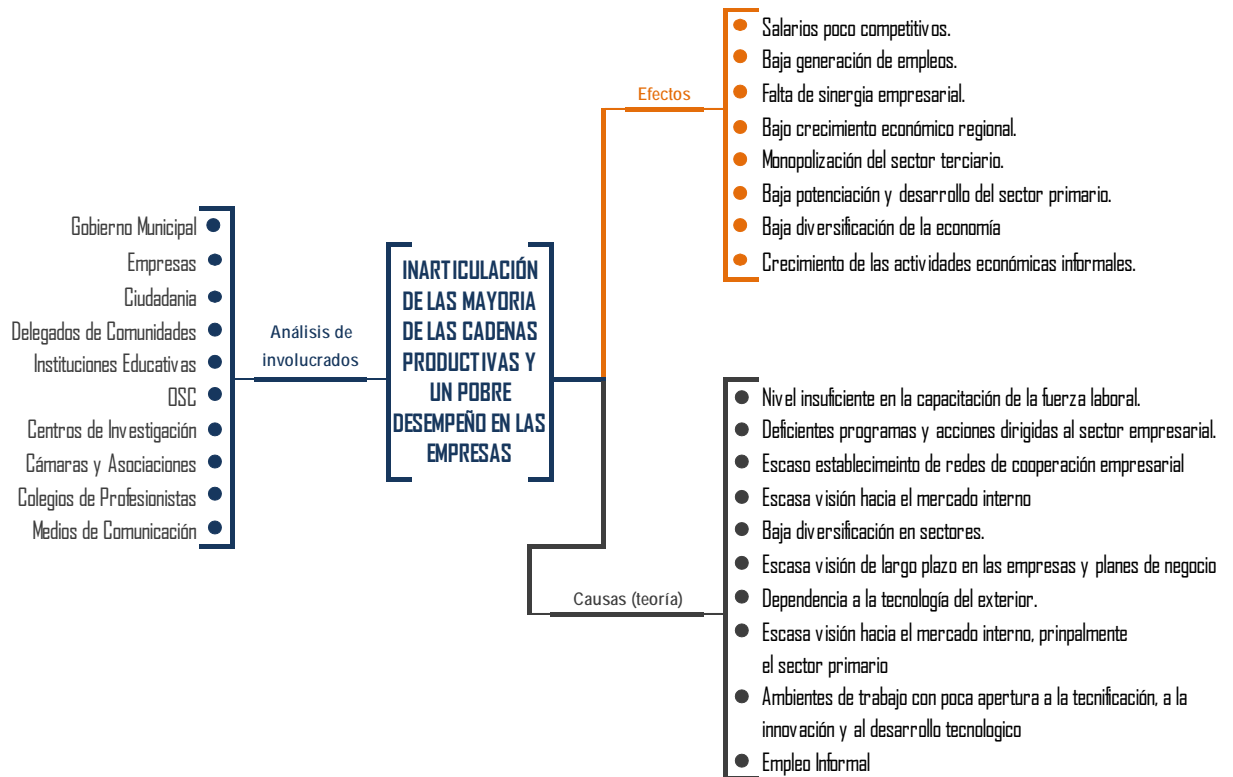 Gobierno Municipal
Empresas
Ciudadania
Delegados de Comunidades
Instituciones Educativas
OSC
Centros de Investigación
Cámaras y Asociaciones
Colegios de Profesionistas
Medios de Comunicación
Análisis de
involucrados
INARTICULACIÓN
DE LAS MAYORIA
DE LAS CADENAS
PRODUCTIVAS Y
UN POBRE
DESEMPEÑO EN LAS
EMPRESAS
Efectos
Salarios poco competitivos.
Baja generación de empleos.
Falta de sinergia empresarial.
Bajo crecimiento económico regional.
Monopolización del sector terciario.
Baja potenciación y desarrollo del sector primario.
Baja diversificación de la economía
Crecimiento de las actividades económicas informales.
Causas (teoría)
Nivel insuficiente en la capacitación de la fuerza laboral.
Deficientes programas y acciones dirigidas al sector empresarial.
Escaso establecimeinto de redes de cooperación empresarial
Escasa visión hacia el mercado interno
Baja diversificación en sectores.
Escasa visión de largo plazo en las empresas y planes de negocio
Dependencia a la tecnología del exterior.
Escasa visión hacia el mercado interno, prinpalmente
el sector primario
Ambientes de trabajo con poca apertura a la tecnificación, a la
innovación y al desarrollo tecnologico
Empleo Informal